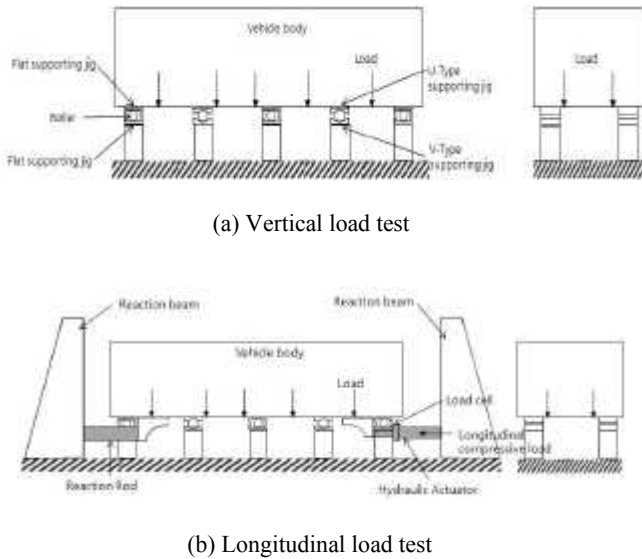 Vehicle body
Flat supporting jig
Load
U-Type
supporting jig
Load
Roller
Flat supporting jig
V-Type
supporting jig
(a) Vertical load test
Reaction beam
Reaction beam
Vehicle body
Load
Load cell
Longitudinal
compressive load
Reaction Rod
Hydraulic Actuator
(b) Longitudinal load test